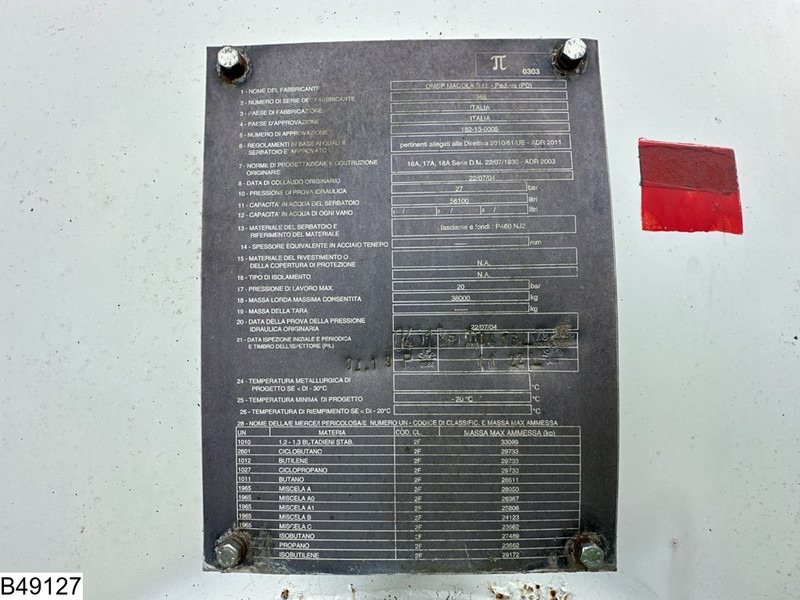 π
0303
1 - NOME DEL FABBRICANTE OMSP MACOLA S.r.l. - Padova (PD)
2 - NUMERO DI SERIE DEL FABBRICANTE 1968
3 - PAESE DI FABBRICAZIONE ITALIA
4 - PAESE D'APPROVAZIONE ITALIA
5 - NUMERO DI APPROVAZIONE 182-13-0006
6 - REGOLAMENTI IN BASE AI QUALI IL pertinenti allegati alla Direttiva 2010/61/UE - ADR 2011
SERBATOIO E' APPROVATO
7 - NORME DI PROGETTAZIONE E COSTRUZIONE 16A, 17A, 18A Serie D.M. 22/07/1930 - ADR 2003
ORIGINARIE
8 - DATA DI COLLAUDO ORIGINARIO 22/07/04
10 - PRESSIONE DI PROVA IDRAULICA 27 bar
11 - CAPACITA' IN ACQUA DEL SERBATOIO 56100 litri
12 - CAPACITA' IN ACQUA DI OGNI VANO / / / litri
13 - MATERIALE DEL SERBATOIO E fasciame e fondi : P460 NJ2
RIFERIMENTO DEL MATERIALE
14 - SPESSORE EQUIVALENTE IN ACCIAIO TENERO ------ mm
15 - MATERIALE DEL RIVESTIMENTO O N.A.
DELLA COPERTURA DI PROTEZIONE
16 - TIPO DI ISOLAMENTO N.A.
17 - PRESSIONE DI LAVORO MAX. 20 bar
18 - MASSA LORDA MASSIMA CONSENTITA 38000 kg
19 - MASSA DELLA TARA ------ kg
20 - DATA DELLA PROVA DELLA PRESSIONE 22/07/04
IDRAULICA ORIGINARIA
21 - DATA ISPEZIONE INIZIALE E PERIODICA
E TIMBRO DELL'ISPETTORE (P/L)
24 - TEMPERATURA METALLURGICA DI °C
PROGETTO SE < DI - 30°C
25 - TEMPERATURA MINIMA DI PROGETTO - 20 °C °C
26 - TEMPERATURA DI RIEMPIMENTO SE < DI - 20°C °C
28 - NOME DELLA/E MERCE/I PERICOLOSA/E, NUMERO UN - CODICE DI CLASSIFIC. E MASSA MAX AMMESSA
UN MATERIA COD. CL. MASSA MAX AMMESSA (kg)
1010 1,2 - 1,3 BUTADIENI STAB. 2F 33099
2601 CICLOBUTANO 2F 29733
1012 BUTILENE 2F 29733
1027 CICLOPROPANO 2F 29733
1011 BUTANO 2F 28611
1965 MISCELA A 2F 28050
1965 MISCELA A0 2F 26367
1965 MISCELA A1 2F 25806
1965 MISCELA B 2F 24123
1965 MISCELA C 2F 23562
ISOBUTANO 2F 27489
PROPANO 2F 23562
ISOBUTILENE 2F 29172
B49127